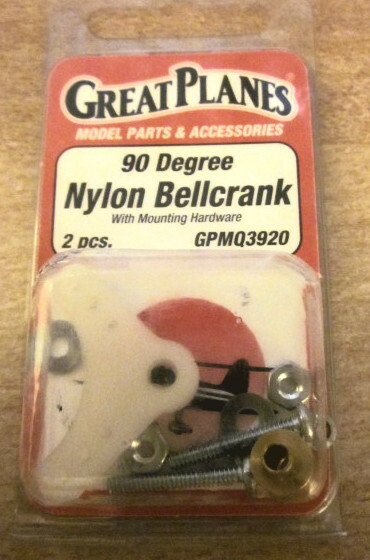 GREAT PLANES
MODEL PARTS & ACCESSORIES
90 Degree
Nylon Bellcrank
With Mounting Hardware
2 pcs. GPMQ3920